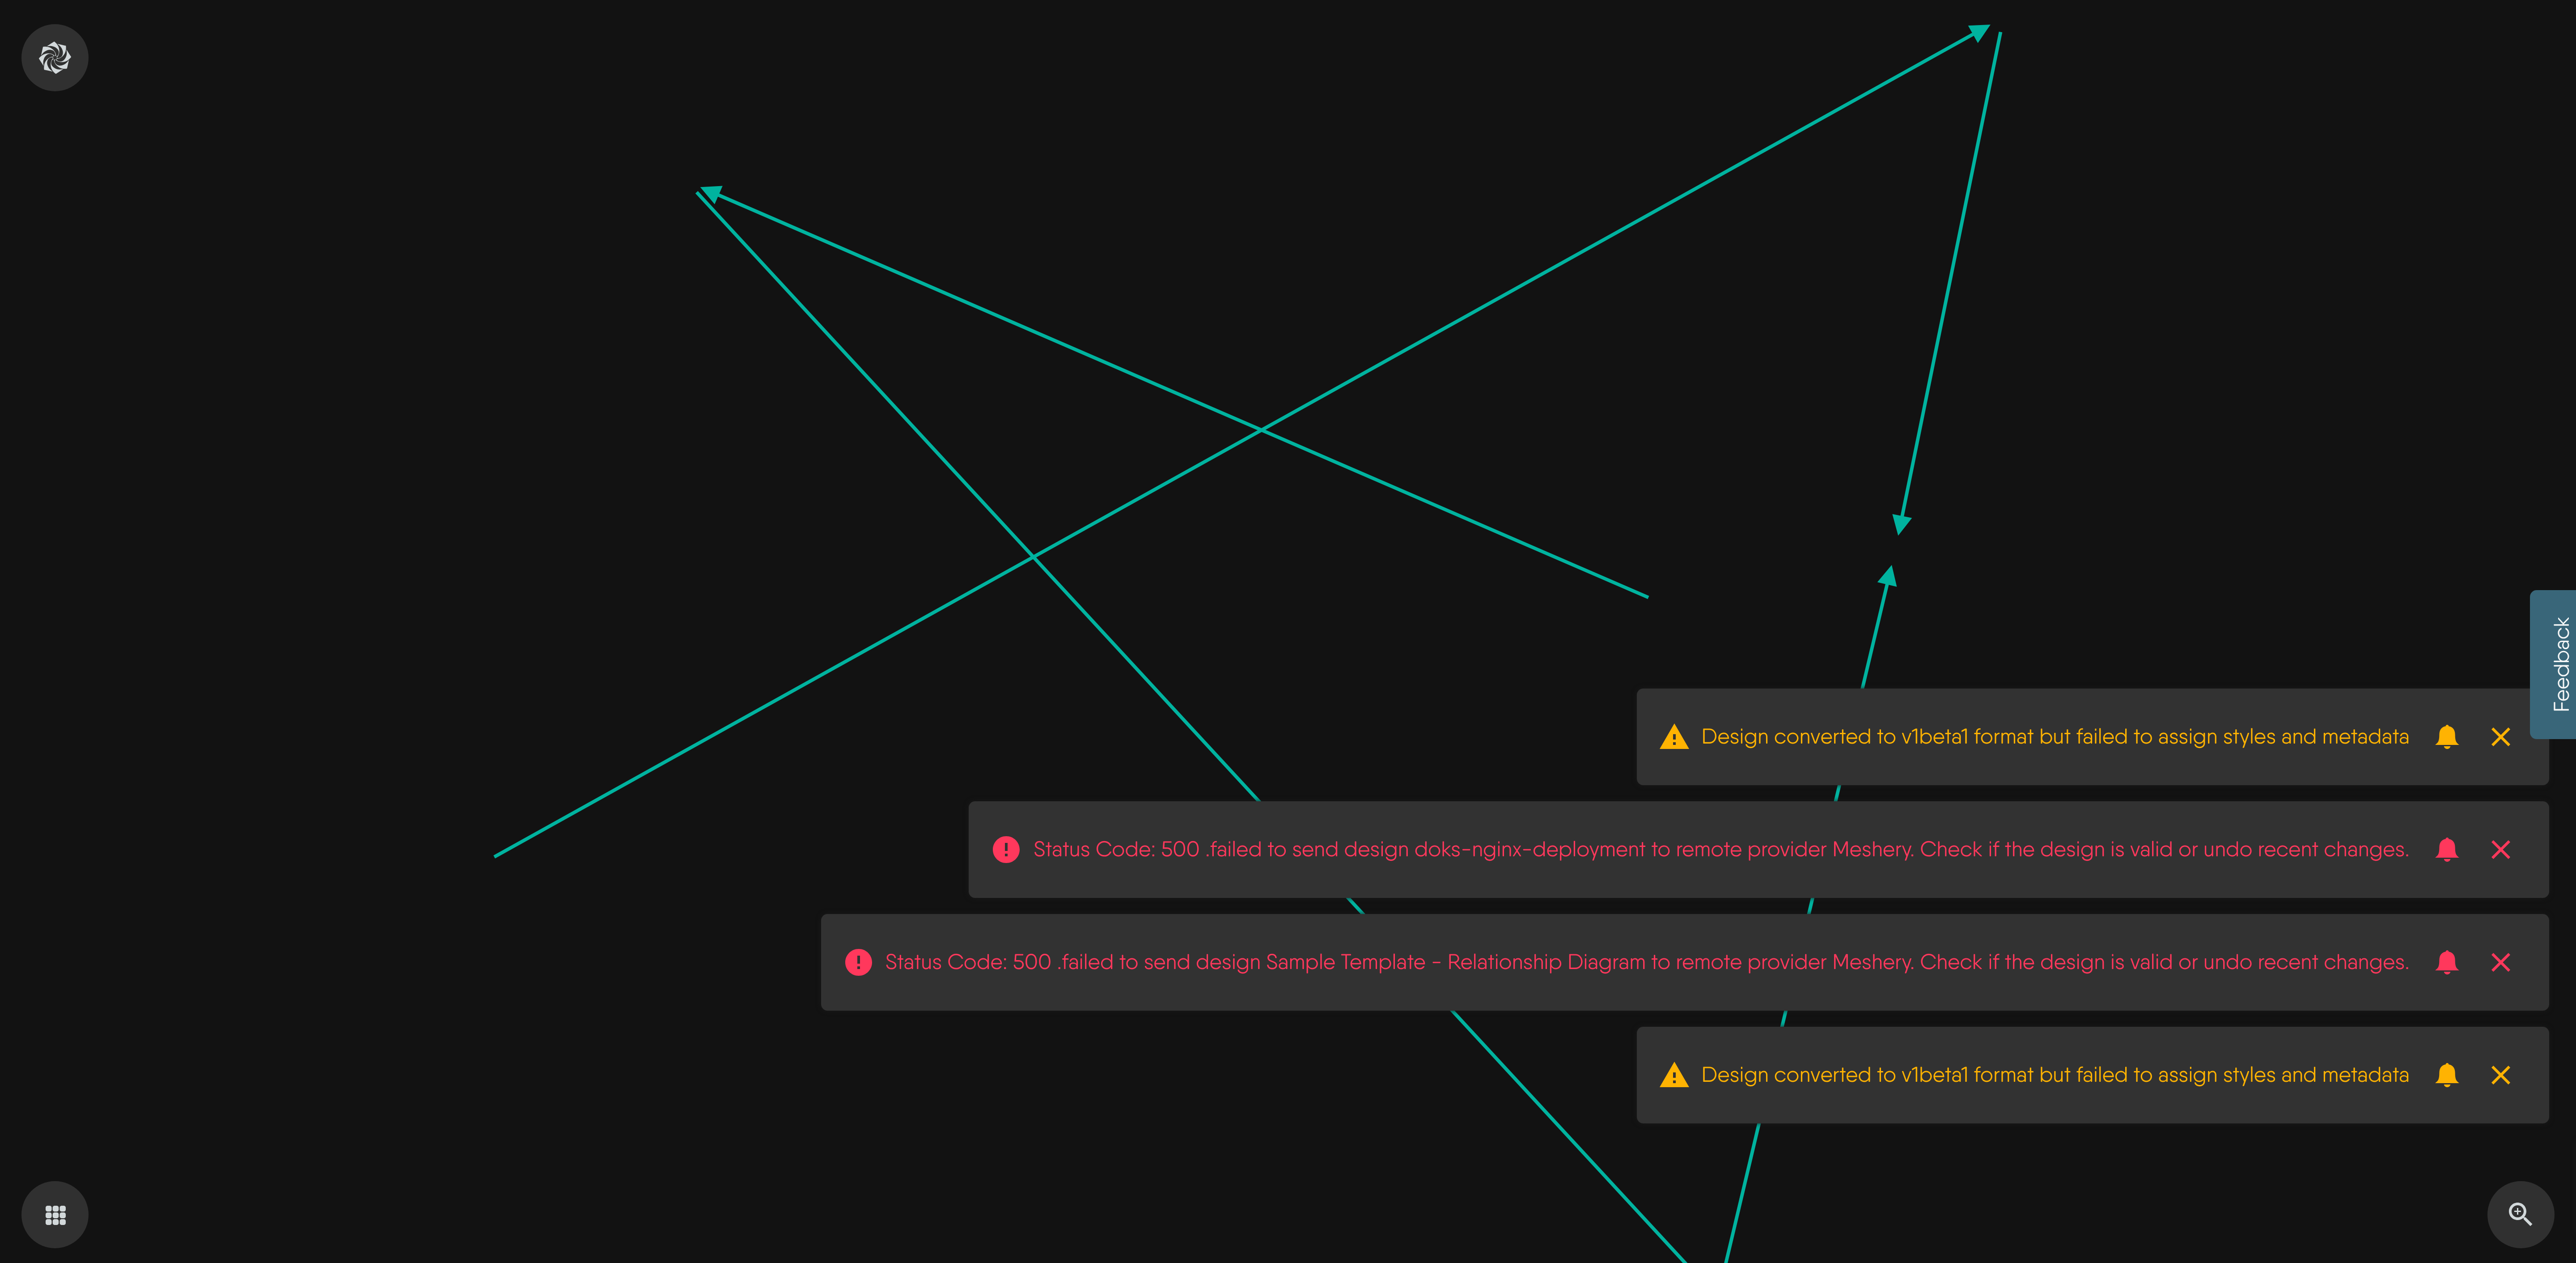 Feedback
Design converted to v1beta1 format but failed to assign styles and metadata
Status Code: 500 .failed to send design doks-nginx-deployment to remote provider Meshery. Check if the design is valid or undo recent changes.
Status Code: 500 .failed to send design Sample Template - Relationship Diagram to remote provider Meshery. Check if the design is valid or undo recent changes.
Design converted to v1beta1 format but failed to assign styles and metadata